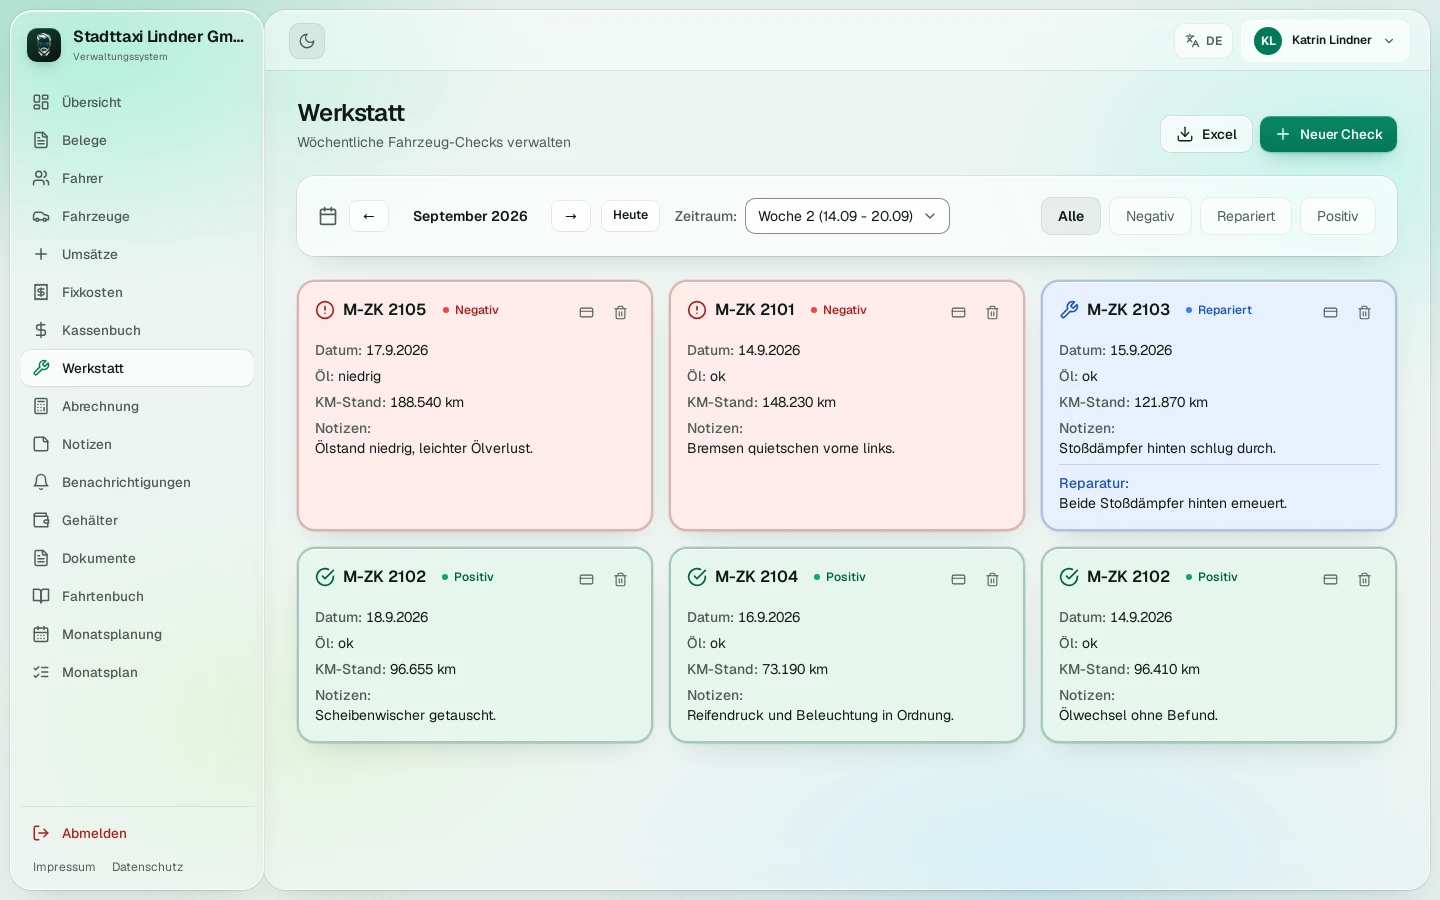 Stadttaxi Lindner Gm...
Verwaltungssystem
Übersicht
Belege
Fahrer
Fahrzeuge
Umsätze
Fixkosten
Kassenbuch
Werkstatt
Abrechnung
Notizen
Benachrichtigungen
Gehälter
Dokumente
Fahrtenbuch
Monatsplanung
Monatsplan
Abmelden
Impressum Datenschutz
DE
KL Katrin Lindner
Werkstatt
Wöchentliche Fahrzeug-Checks verwalten
Excel
Neuer Check
← September 2026 → Heute Zeitraum: Woche 2 (14.09 - 20.09)
Alle Negativ Repariert Positiv
M-ZK 2105 Negativ
Datum: 17.9.2026
Öl: niedrig
KM-Stand: 188.540 km
Notizen:
Ölstand niedrig, leichter Ölverlust.
M-ZK 2101 Negativ
Datum: 14.9.2026
Öl: ok
KM-Stand: 148.230 km
Notizen:
Bremsen quietschen vorne links.
M-ZK 2103 Repariert
Datum: 15.9.2026
Öl: ok
KM-Stand: 121.870 km
Notizen:
Stoßdämpfer hinten schlug durch.
Reparatur:
Beide Stoßdämpfer hinten erneuert.
M-ZK 2102 Positiv
Datum: 18.9.2026
Öl: ok
KM-Stand: 96.655 km
Notizen:
Scheibenwischer getauscht.
M-ZK 2104 Positiv
Datum: 16.9.2026
Öl: ok
KM-Stand: 73.190 km
Notizen:
Reifendruck und Beleuchtung in Ordnung.
M-ZK 2102 Positiv
Datum: 14.9.2026
Öl: ok
KM-Stand: 96.410 km
Notizen:
Ölwechsel ohne Befund.